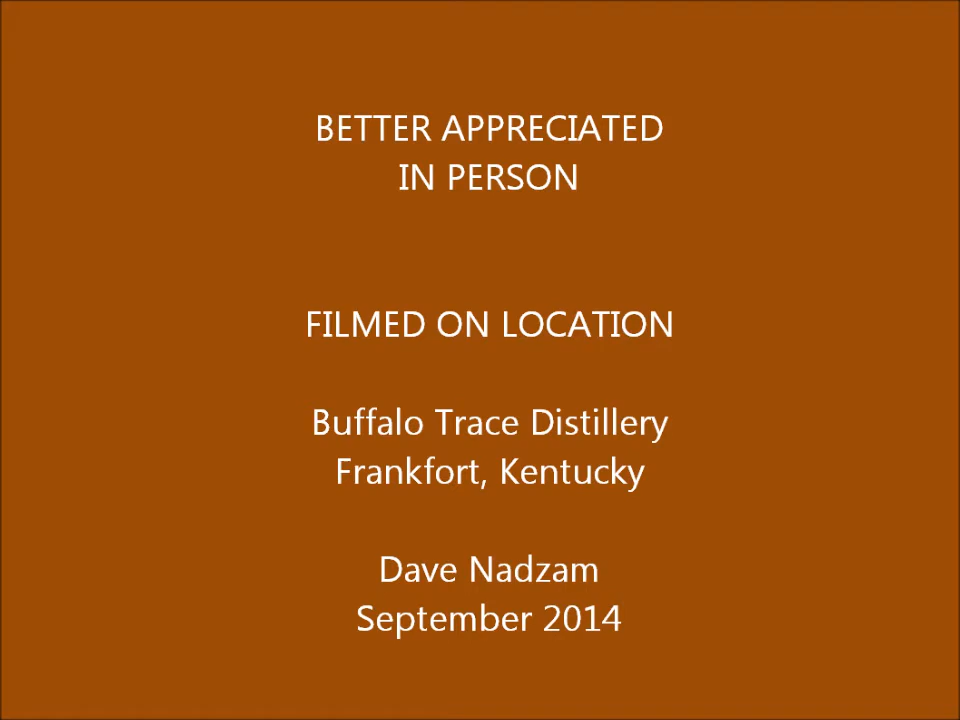 BETTER APPRECIATED
IN PERSON
FILMED ON LOCATION
Buffalo Trace Distillery
Frankfort, Kentucky
Dave Nadzam
September 2014